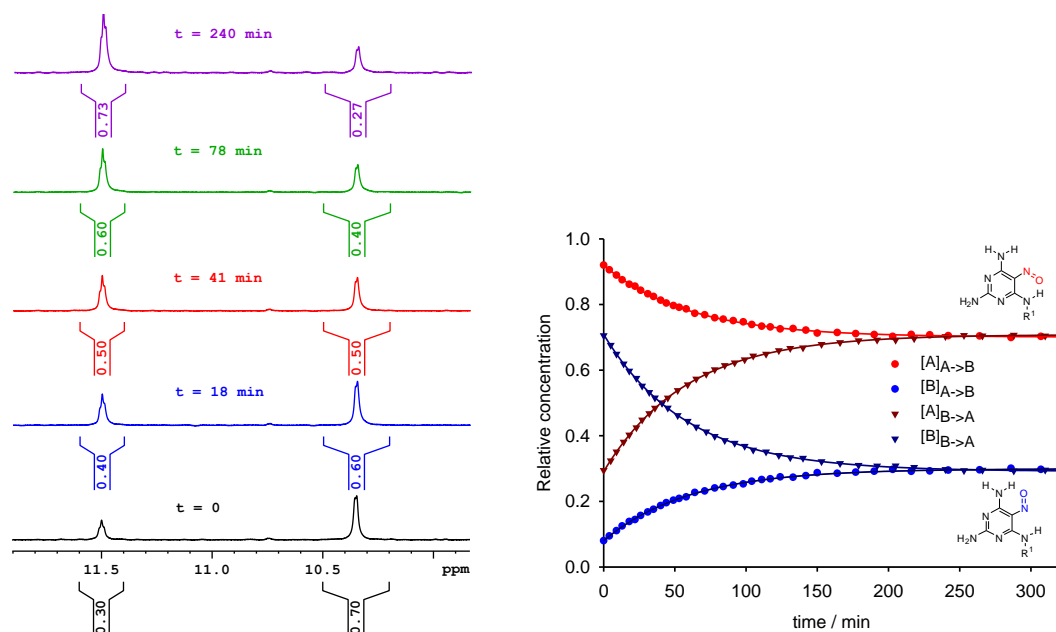 t = 240 min
0.73
0.27
t = 78 min
0.60
0.40
t = 41 min
0.50
0.50
t = 18 min
0.40
0.60
t = 0
11.5
11.0
10.5
ppm
0.30
0.70
Relative concentration
1.0
0.8
0.6
0.4
0.2
0.0
0
50
100
150
200
250
300
time / min
H N H
N N O
H2N N N H
R1
[A]A->B
[B]A->B
[A]B->A
[B]B->A
H N H O
N N
H2N N N H
R1